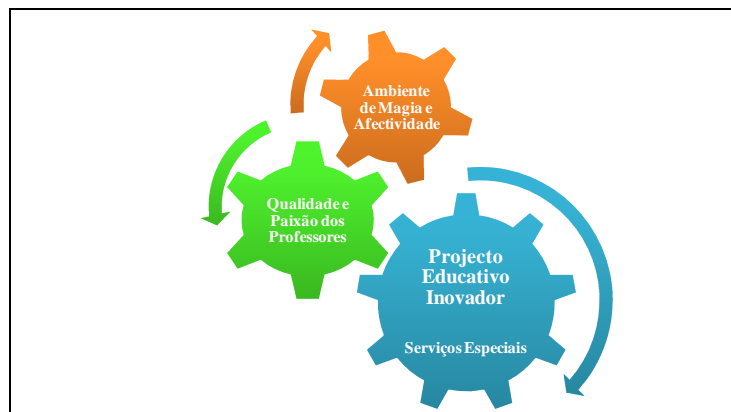 Ambiente
de Magia e
Afectividade
Qualidade e
Paixão dos
Professores
Projecto
Educativo
Inovador
Serviços Especiais